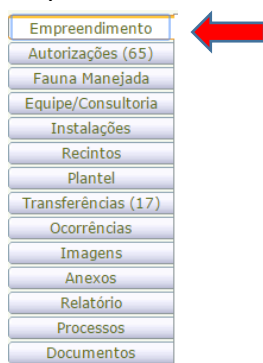 Empreendimento
Autorizações (65)
Fauna Manejada
Equipe/Consultoria
Instalações
Recintos
Plantel
Transferências (17)
Ocorrências
Imagens
Anexos
Relatório
Processos
Documentos